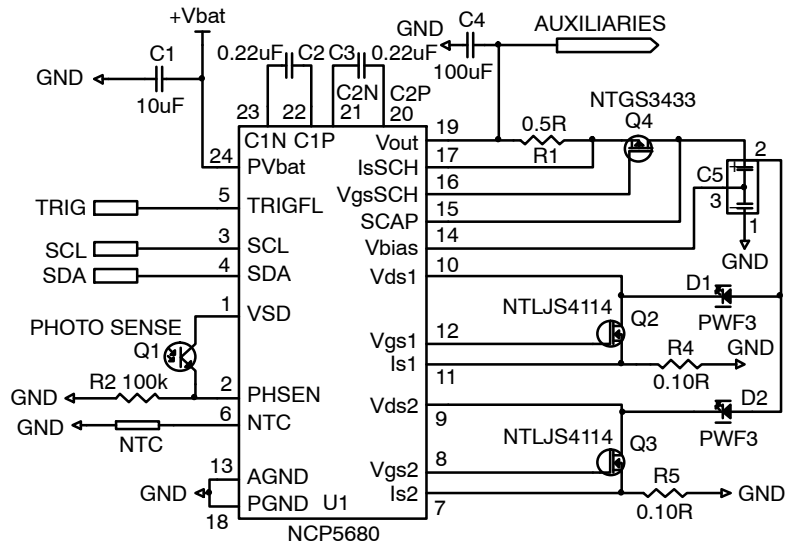 +Vbat
GND
C4
AUXILIARIES
100uF
GND
C1
10uF
0.22uF C2 C3 0.22uF
C2N C2P
23 22 21 20
C1N C1P
NTGS3433
Q4
24 PVbat
Vout 19
0.5R
R1
IsSCH 17
VgsSCH 16
C5
+
2
3
1
GND
TRIG
5 TRIGFL
SCAP 15
SCL
3 SCL
Vbias 14
SDA
4 SDA
Vds1 10
1 VSD
PHOTO SENSE
Q1
NTLJS4114
Q2
D1
PWF3
Vgs1 12
Is1 11
R4
0.10R
GND
GND
R2 100k
2 PHSEN
Vds2 9
D2
PWF3
GND
NTC
6 NTC
NTLJS4114
Q3
Vgs2 8
13 AGND
GND
18 PGND
U1
Is2 7
R5
0.10R
GND
NCP5680